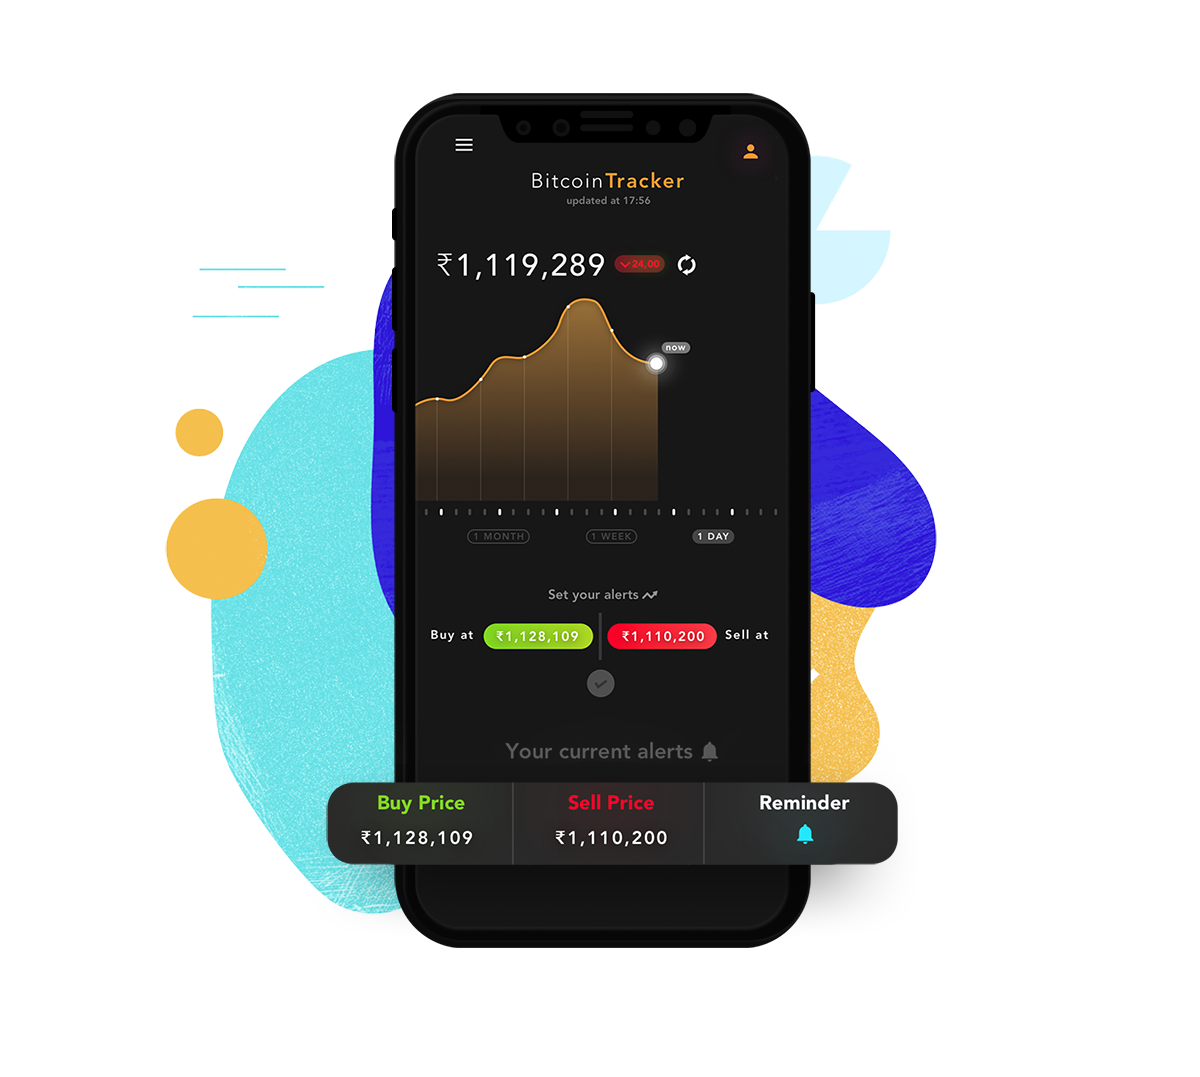 BitcoinTracker
updated at 17:56
₹1,119,289 24,00
now
1 MONTH 1 WEEK 1 DAY
Set your alerts
Buy at ₹1,128,109 ₹1,110,200 Sell at
Your current alerts
Buy Price Sell Price Reminder
₹1,128,109 ₹1,110,200